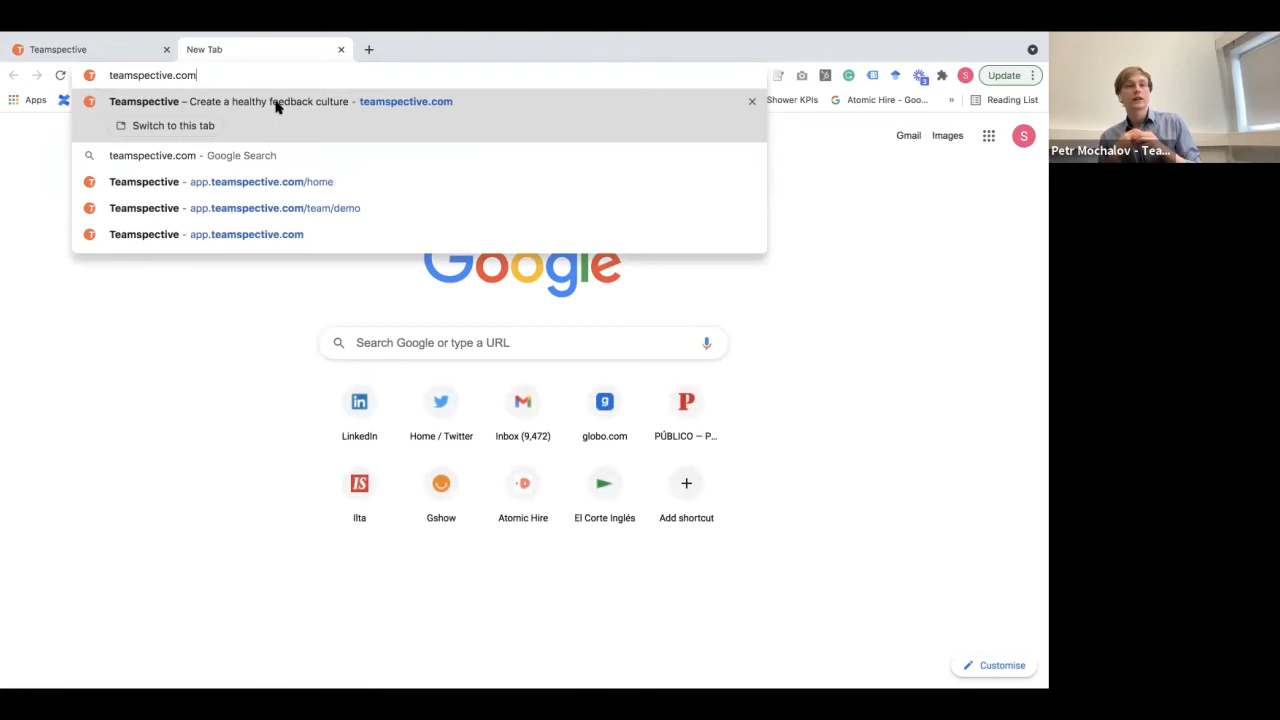 Teamspective
New Tab
teamspective.com
Update
Apps
Shower KPIs
Atomic Hire - Goo...
»
Reading List
Teamspective – Create a healthy feedback culture - teamspective.com
Switch to this tab
teamspective.com - Google Search
Teamspective - app.teamspective.com/home
Teamspective - app.teamspective.com/team/demo
Teamspective - app.teamspective.com
Gmail
Images
S
Google
Search Google or type a URL
LinkedIn
Home / Twitter
Inbox (9,472)
globo.com
PÚBLICO — P...
Ilta
Gshow
Atomic Hire
El Corte Inglés
Add shortcut
Customise
Petr Mochalov - Tea...